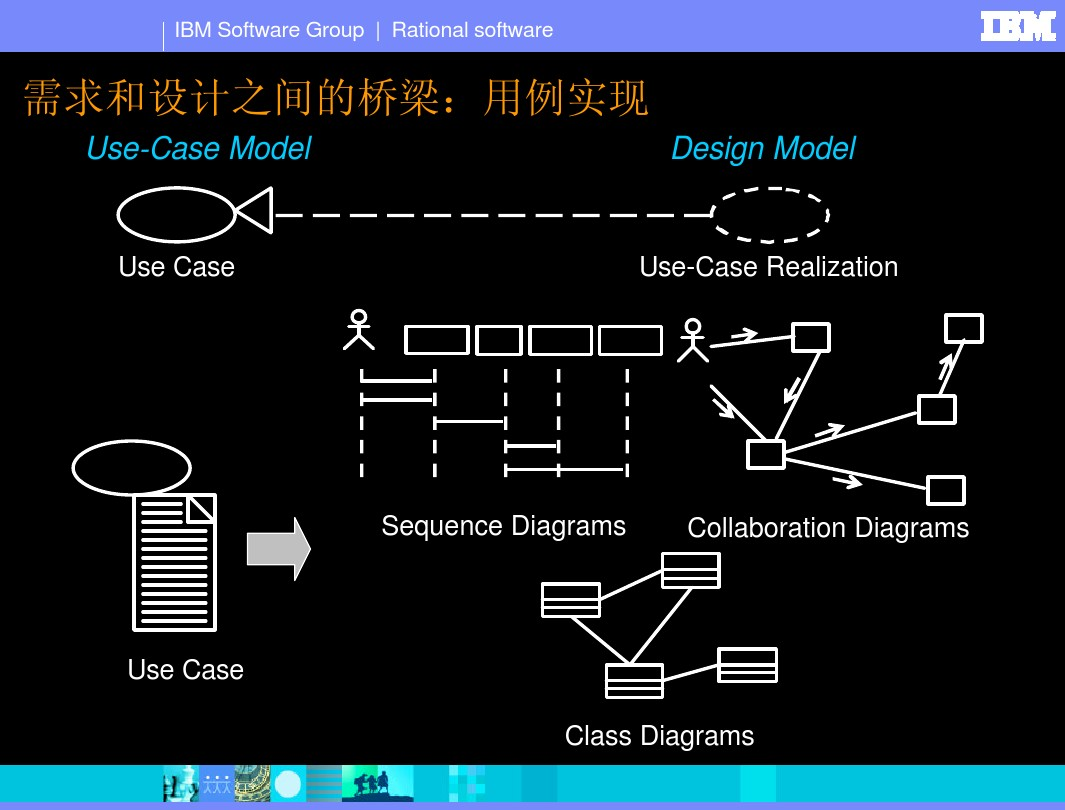 IBM Software Group | Rational software
IBM
需求和设计之间的桥梁：用例实现
Use-Case Model
Design Model
Use Case
Use-Case Realization
Sequence Diagrams
Collaboration Diagrams
Use Case
Class Diagrams